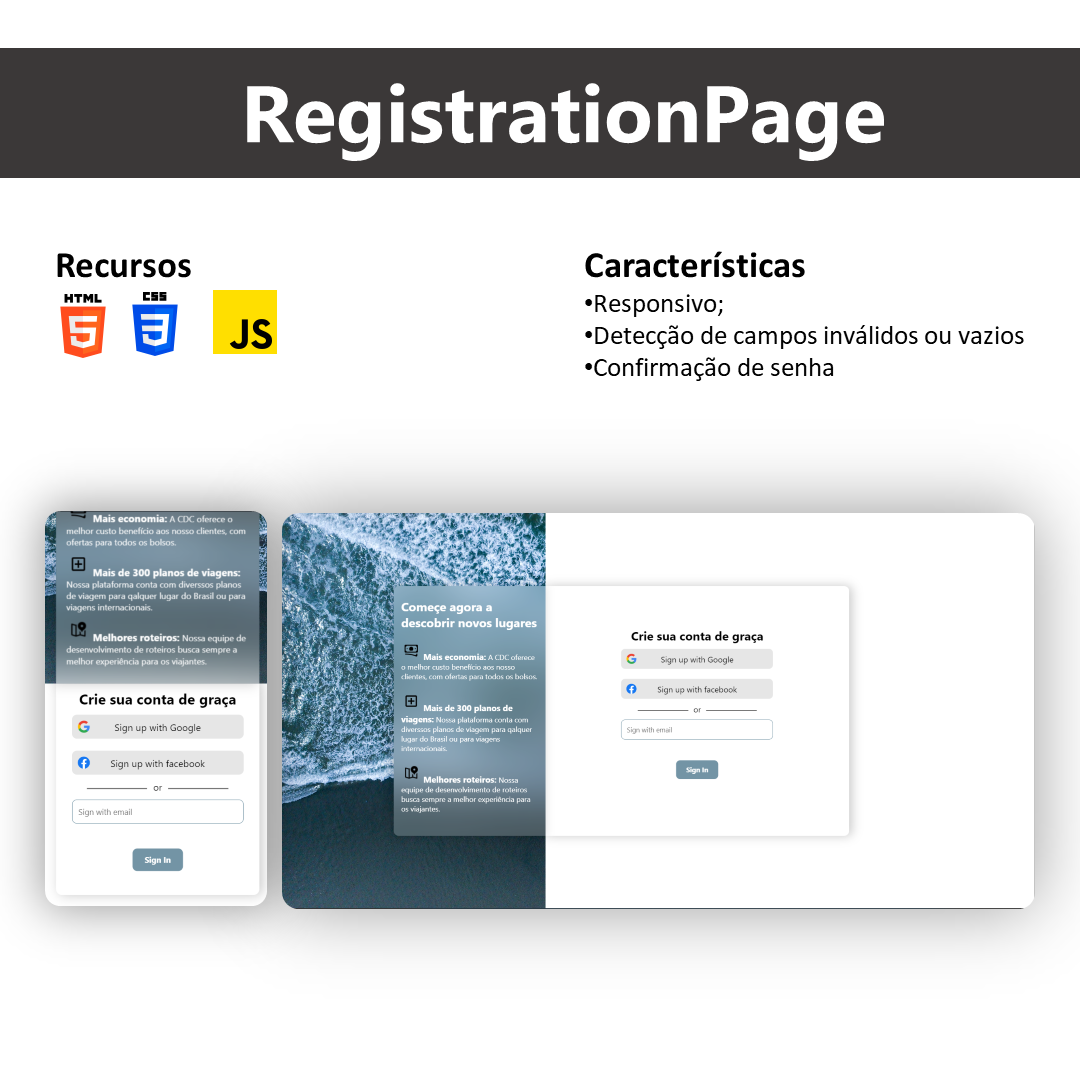 RegistrationPage
Recursos
HTML
5
CSS
3
JS
Características
•Responsivo;
•Detecção de campos inválidos ou vazios
•Confirmação de senha
Mais economia: A CDC oferece o
melhor custo benefício aos nosso clientes, com
ofertas para todos os bolsos.
Mais de 300 planos de viagens:
Nossa plataforma conta com diverssos planos
de viagem para qalquer lugar do Brasil ou para
viagens internacionais.
Melhores roteiros: Nossa equipe de
desenvolvimento de roteiros busca sempre a
melhor experiência para os viajantes.
Crie sua conta de graça
Sign up with Google
Sign up with facebook
or
Sign with email
Sign In
Começe agora a
descobrir novos lugares
Mais economia: A CDC oferece
o melhor custo benefício aos nosso
clientes, com ofertas para todos os bolsos.
Mais de 300 planos de
viagens: Nossa plataforma conta com
diverssos planos de viagem para qalquer
lugar do Brasil ou para viagens
internacionais.
Melhores roteiros: Nossa
equipe de desenvolvimento de roteiros
busca sempre a melhor experiência para
os viajantes.
Crie sua conta de graça
Sign up with Google
Sign up with facebook
or
Sign with email
Sign In